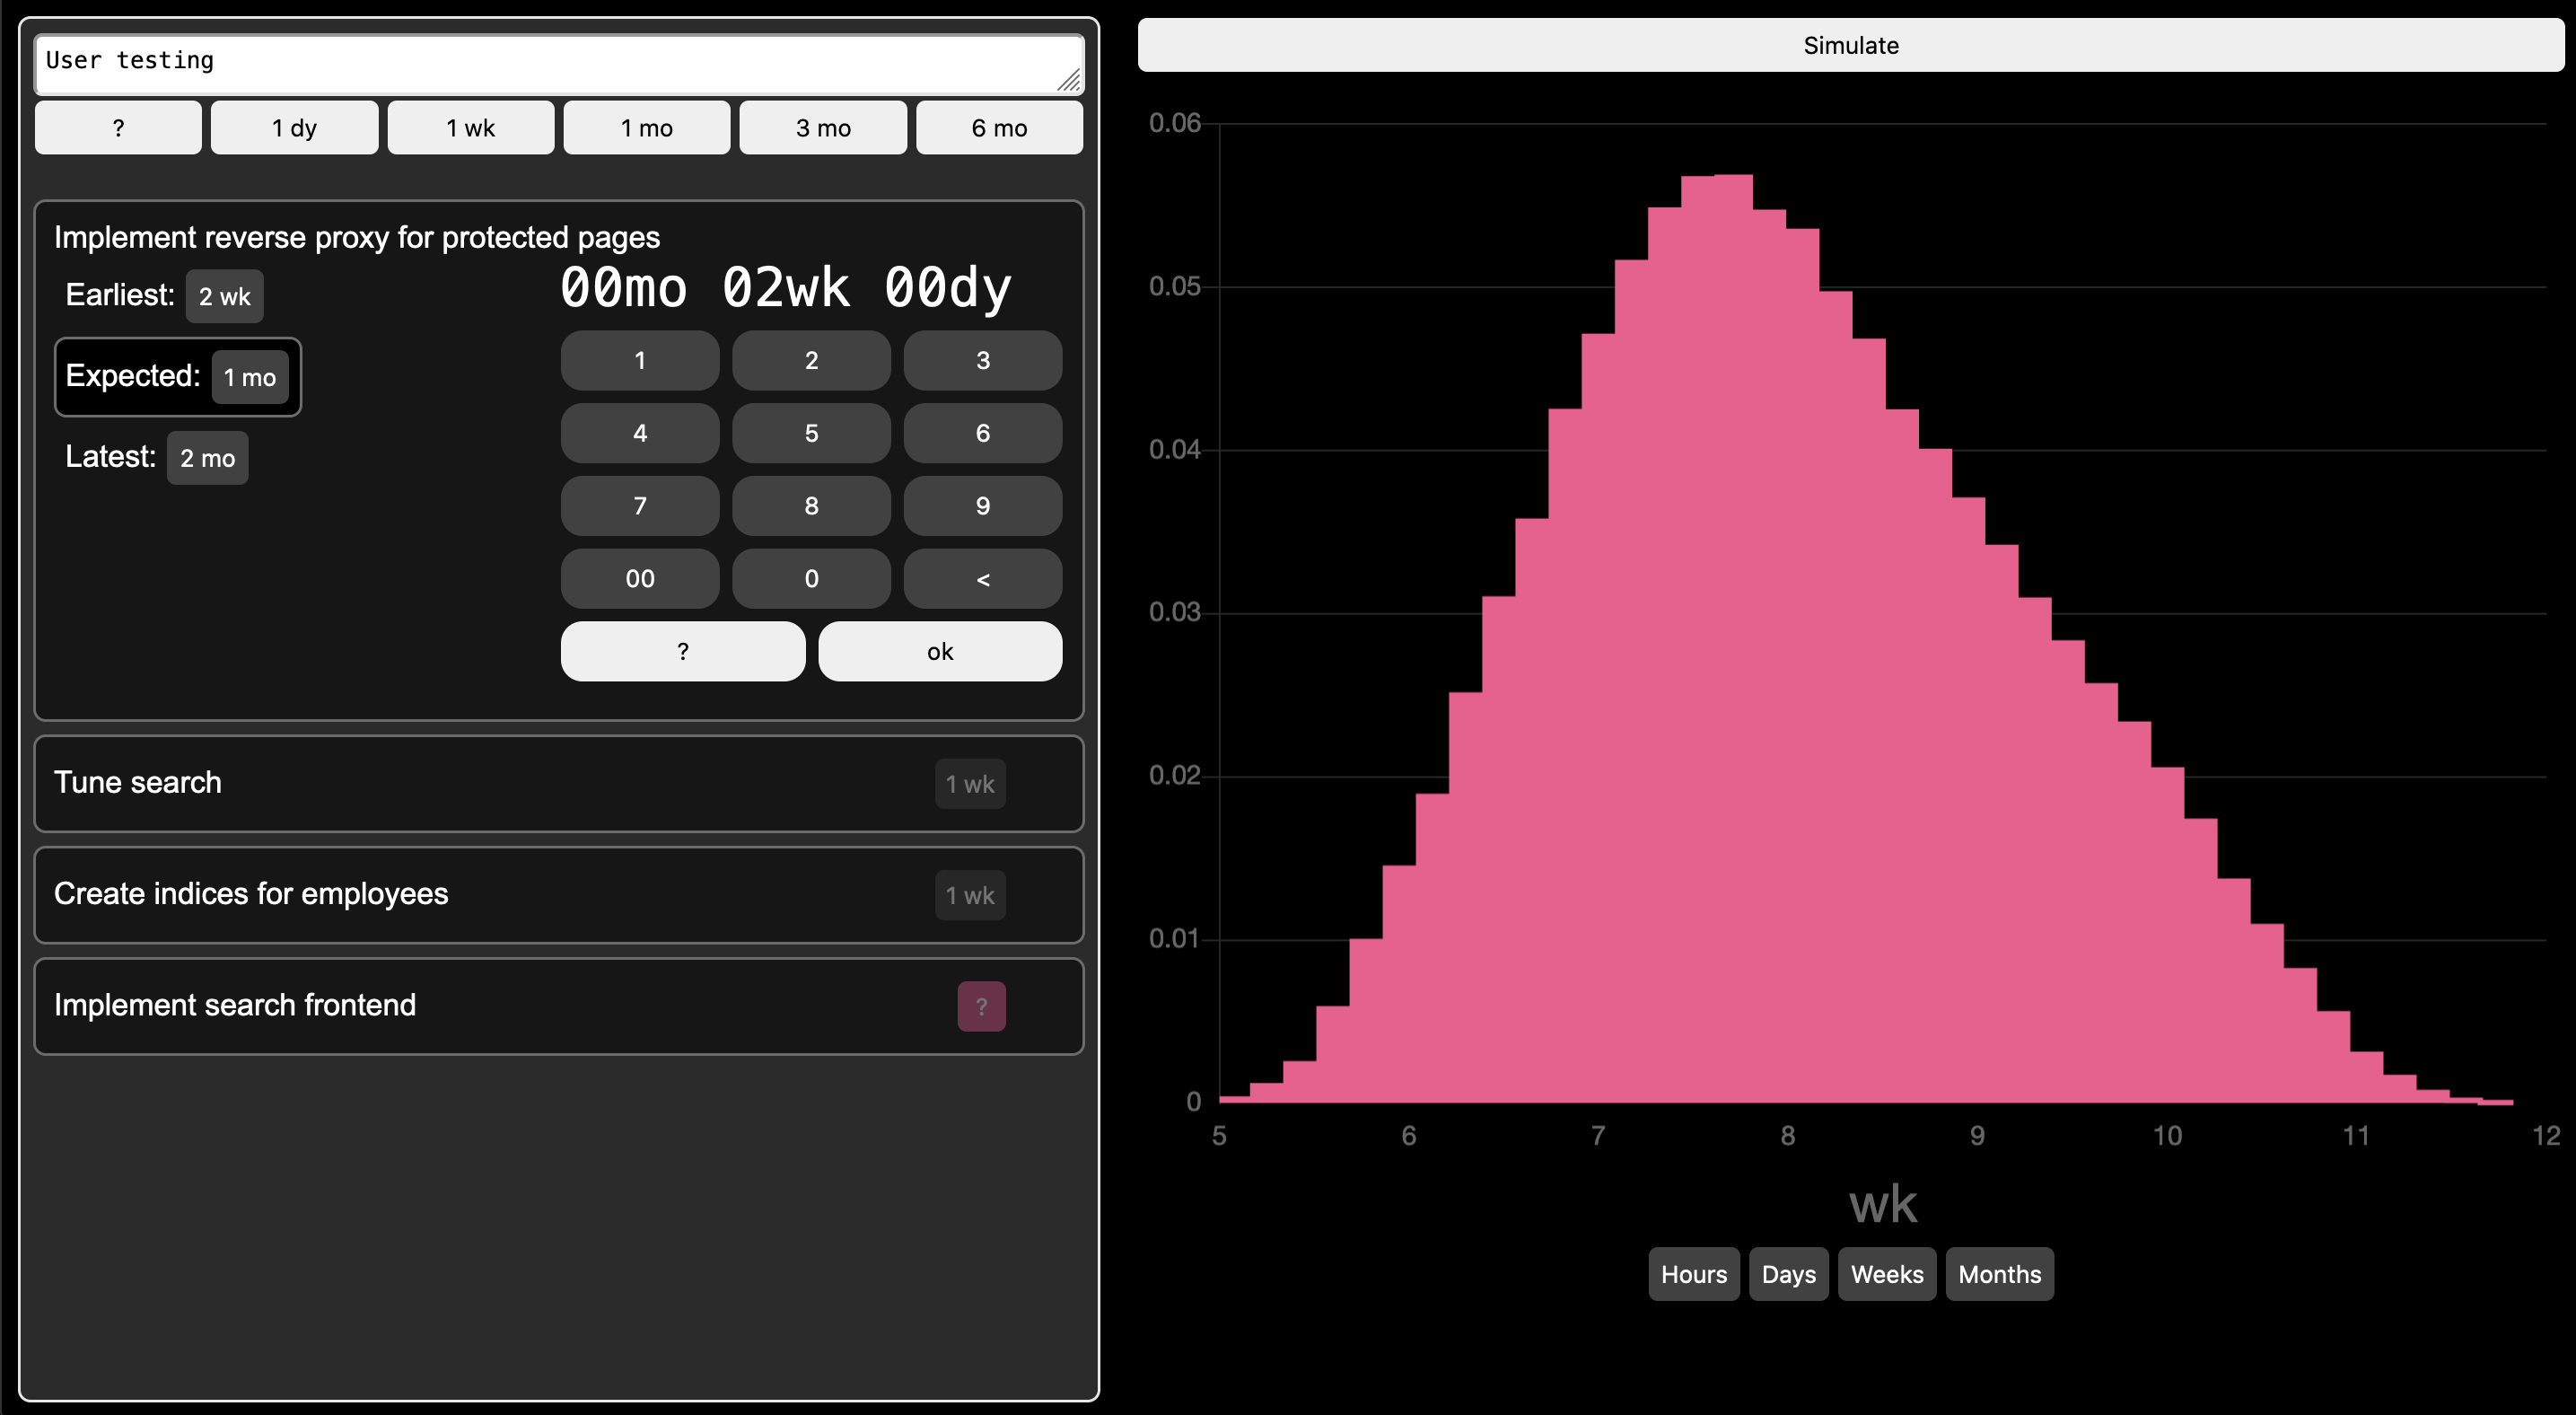 User testing
? 1 dy 1 wk 1 mo 3 mo 6 mo
Implement reverse proxy for protected pages
Earliest: 2 wk
Expected: 1 mo
Latest: 2 mo
00mo 02wk 00dy
1 2 3
4 5 6
7 8 9
00 0 <
? ok
Tune search 1 wk
Create indices for employees 1 wk
Implement search frontend ?
Simulate
0.06
0.05
0.04
0.03
0.02
0.01
0
5 6 7 8 9 10 11 12
wk
Hours Days Weeks Months